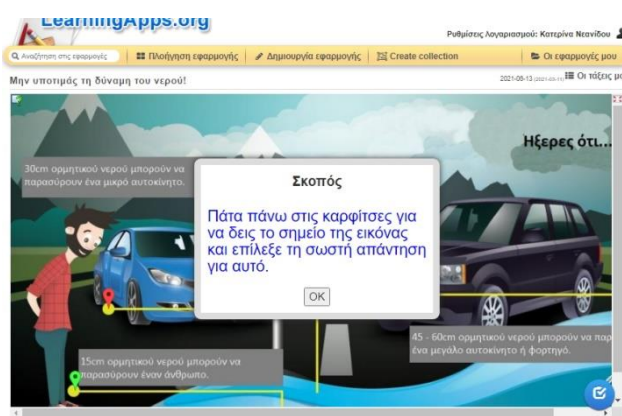 LearningApps.org
Ρυθμίσεις Λογαριασμού: Κατερίνα Νεανίδου
Αναζήτηση στις εφαρμογές
Πλοήγηση εφαρμογής
Δημιουργία εφαρμογής
Create collection
Οι εφαρμογές μου
Μην υποτιμάς τη δύναμη του νερού!
2021-05-13
Οι τάξεις μο
Ηξερες ότι...
30cm ορμητικού νερού μπορούν να
παρασύρουν ένα μικρό αυτοκίνητο.
Σκοπός
Πάτα πάνω στις καρφίτσες για
να δεις το σημείο της εικόνας
και επίλεξε τη σωστή απάντηση
για αυτό.
OK
45 - 60cm ορμητικού νερού μπορούν να παρ
ένα μεγάλο αυτοκίνητο ή φορτηγό.
15cm ορμητικού νερού μπορούν να
παρασύρουν έναν άνθρωπο.